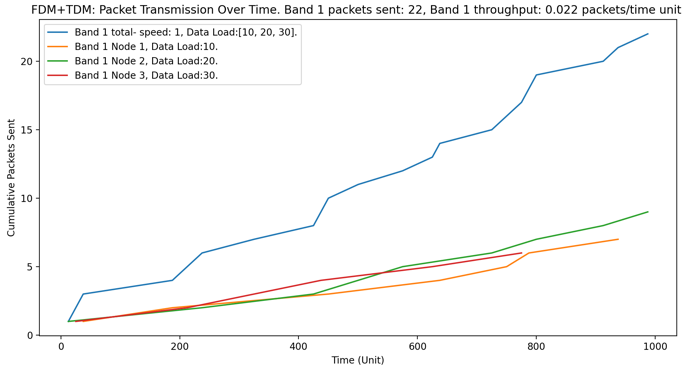 FDM+TDM: Packet Transmission Over Time. Band 1 packets sent: 22, Band 1 throughput: 0.022 packets/time unit
Band 1 total- speed: 1, Data Load:[10, 20, 30].
Band 1 Node 1, Data Load:10.
Band 1 Node 2, Data Load:20.
Band 1 Node 3, Data Load:30.
Cumulative Packets Sent
20
15
10
5
0
0 200 400 600 800 1000
Time (Unit)